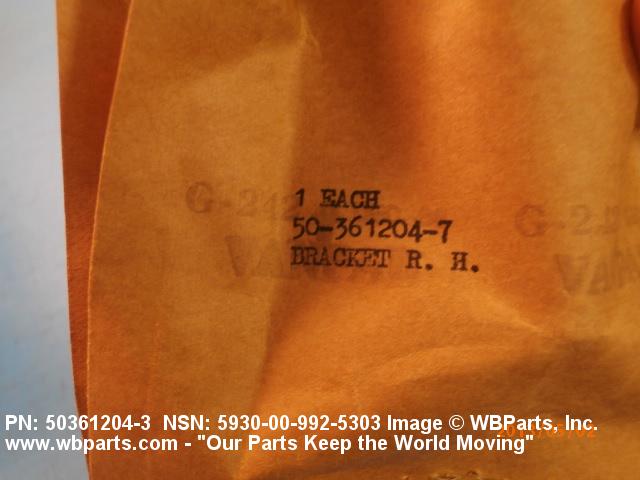 1 EACH
50-361204-7
BRACKET R. H.
PN: 50361204-3 NSN: 5930-00-992-5303 Image © WBParts, Inc.
www.wbparts.com - "Our Parts Keep the World Moving"